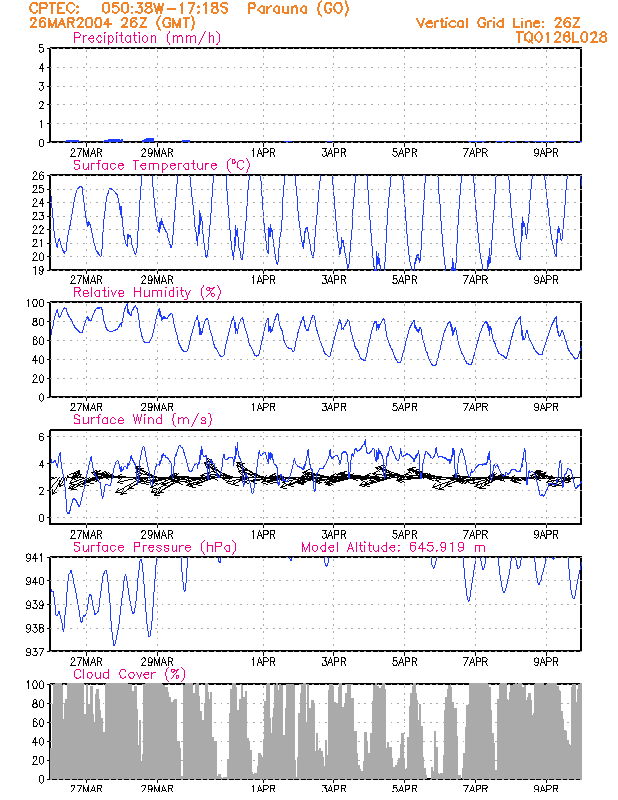 CPTEC: 050:38W-17:18S Parauna (GO)
26MAR2004 26Z (GMT) Vertical Grid Line: 26Z
Precipitation (mm/h) TQ0126L028
5
4
3
2
1
0
27MAR 29MAR 1APR 3APR 5APR 7APR 9APR
Surface Temperature (°C)
26
25
24
23
22
21
20
19
27MAR 29MAR 1APR 3APR 5APR 7APR 9APR
Relative Humidity (%)
100
80
60
40
20
0
27MAR 29MAR 1APR 3APR 5APR 7APR 9APR
Surface Wind (m/s)
6
4
2
0
27MAR 29MAR 1APR 3APR 5APR 7APR 9APR
Surface Pressure (hPa) Model Altitude: 645.919 m
941
940
939
938
937
27MAR 29MAR 1APR 3APR 5APR 7APR 9APR
Cloud Cover (%)
100
80
60
40
20
0
27MAR 29MAR 1APR 3APR 5APR 7APR 9APR